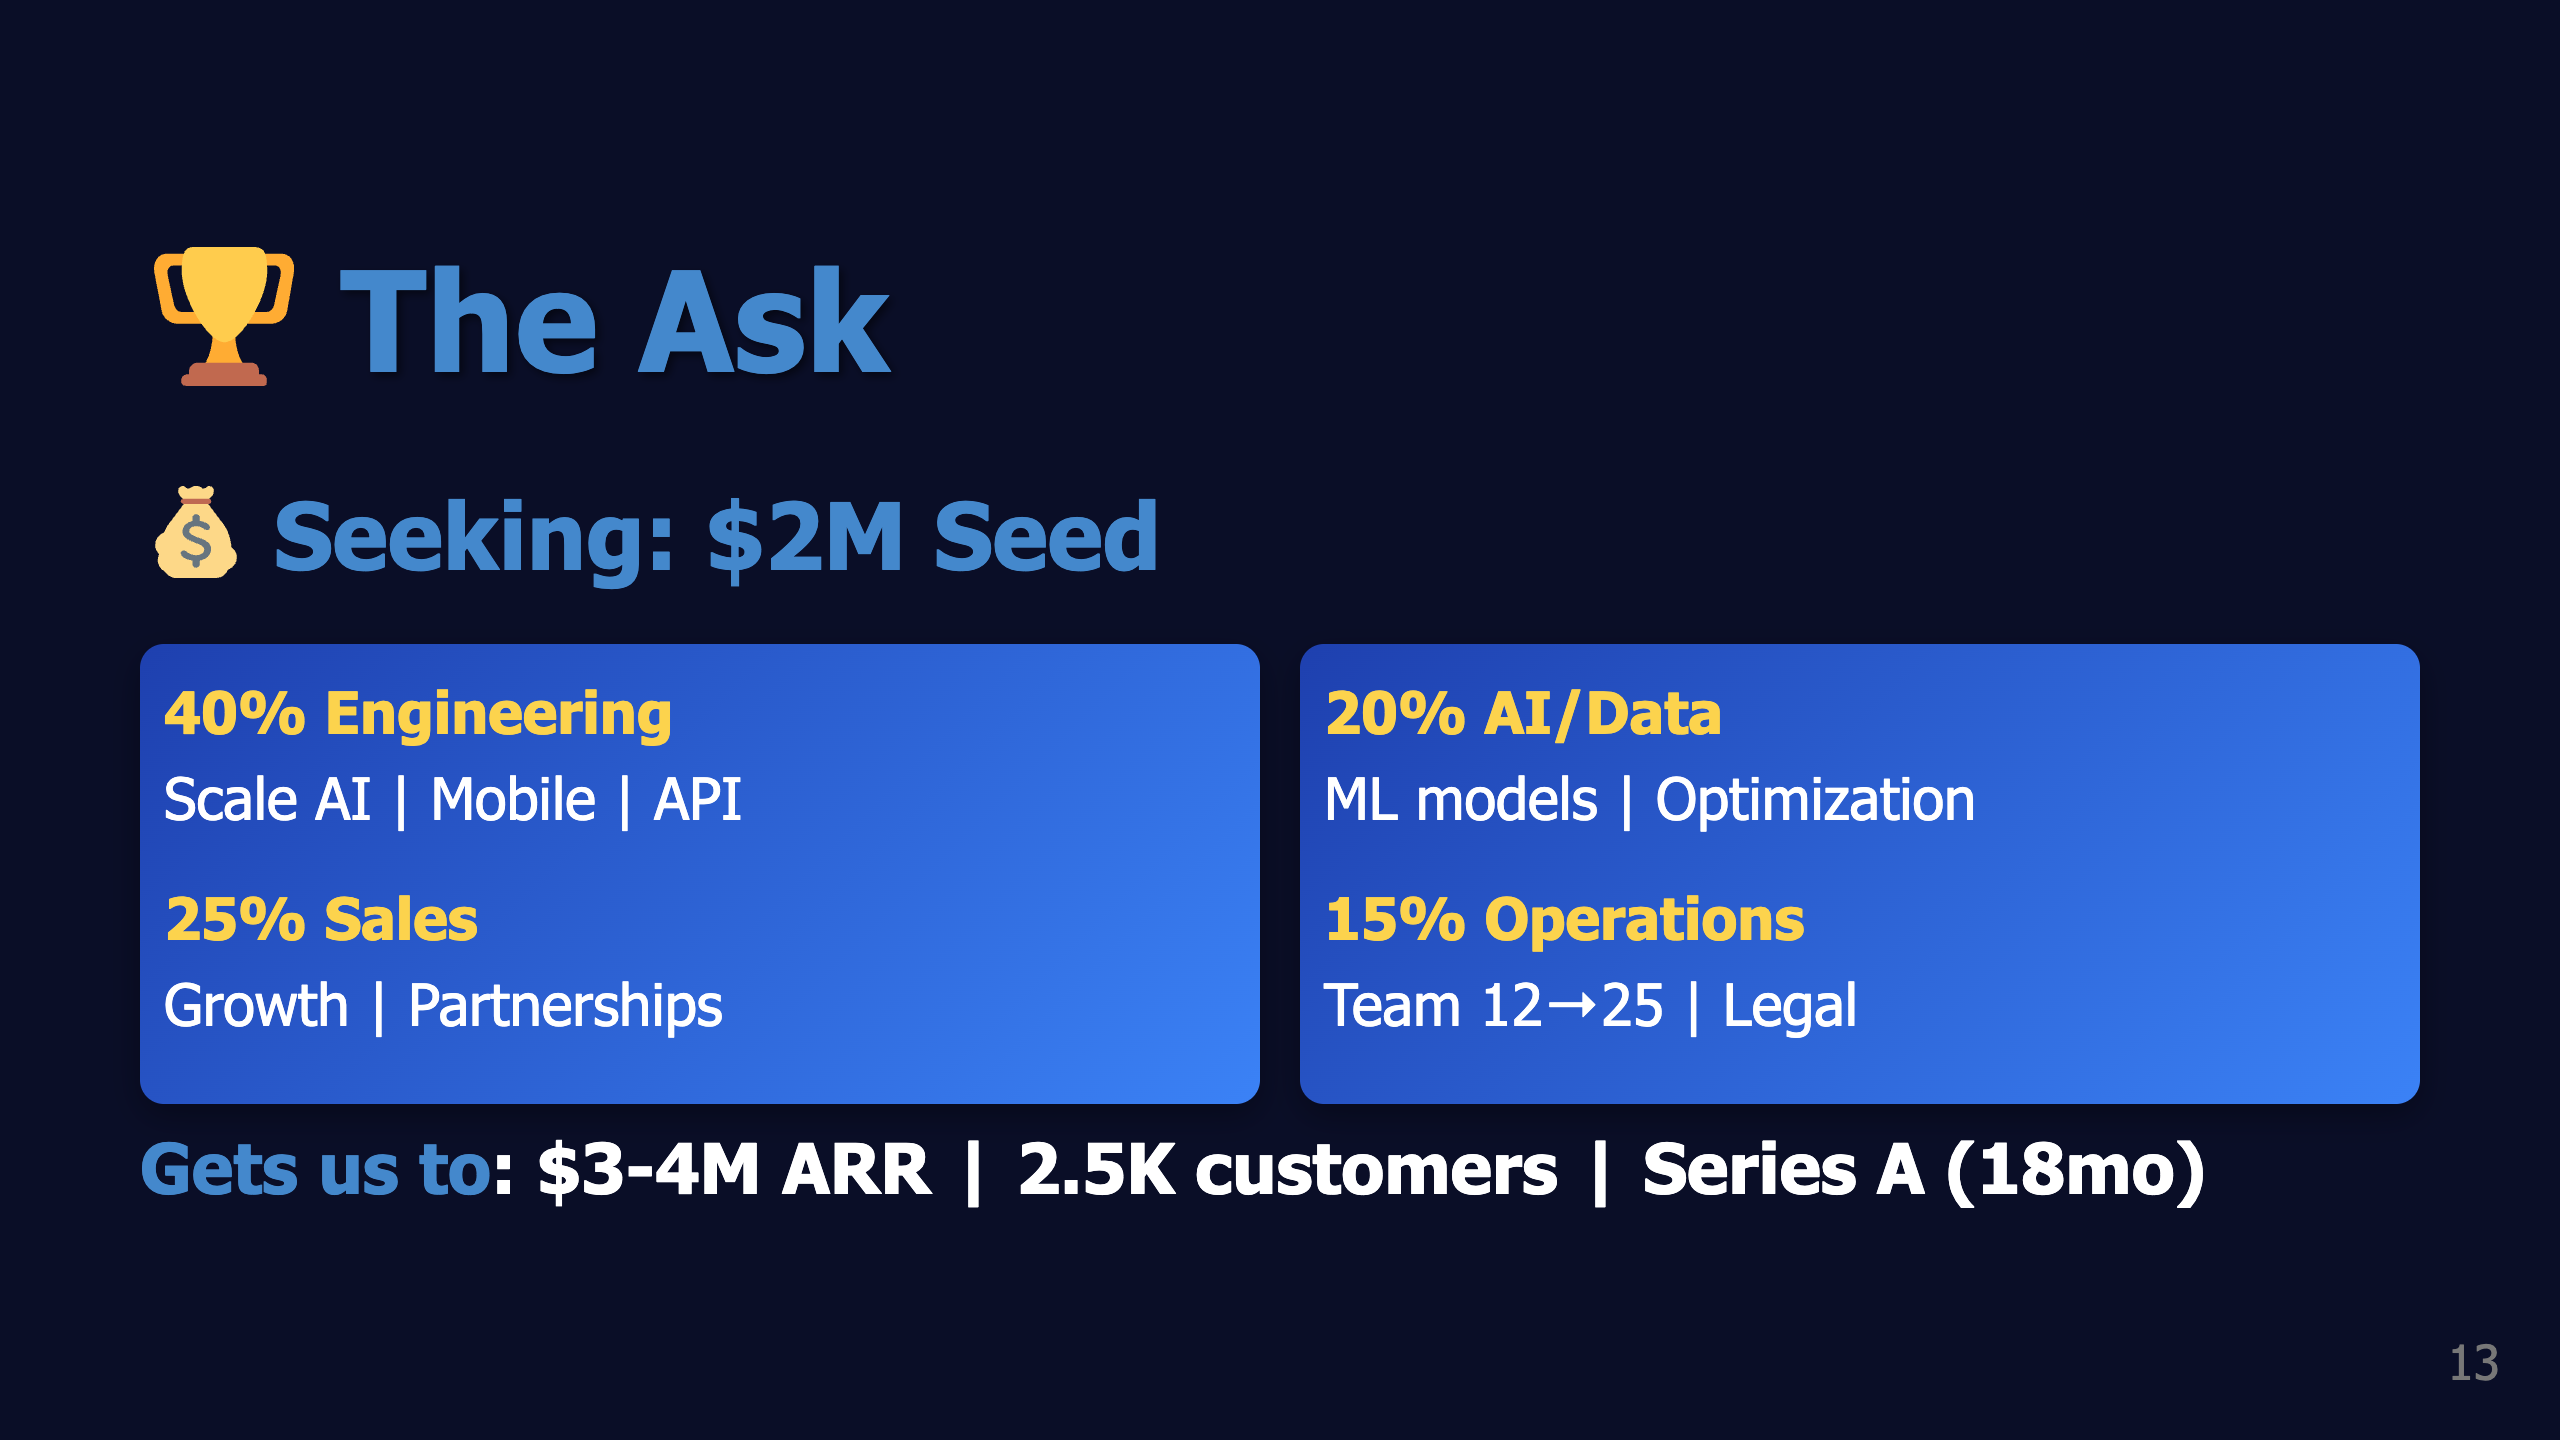 🏆 The Ask
💰 Seeking: $2M Seed
40% Engineering
Scale AI | Mobile | API
25% Sales
Growth | Partnerships
20% AI/Data
ML models | Optimization
15% Operations
Team 12→25 | Legal
Gets us to: $3-4M ARR | 2.5K customers | Series A (18mo)
13